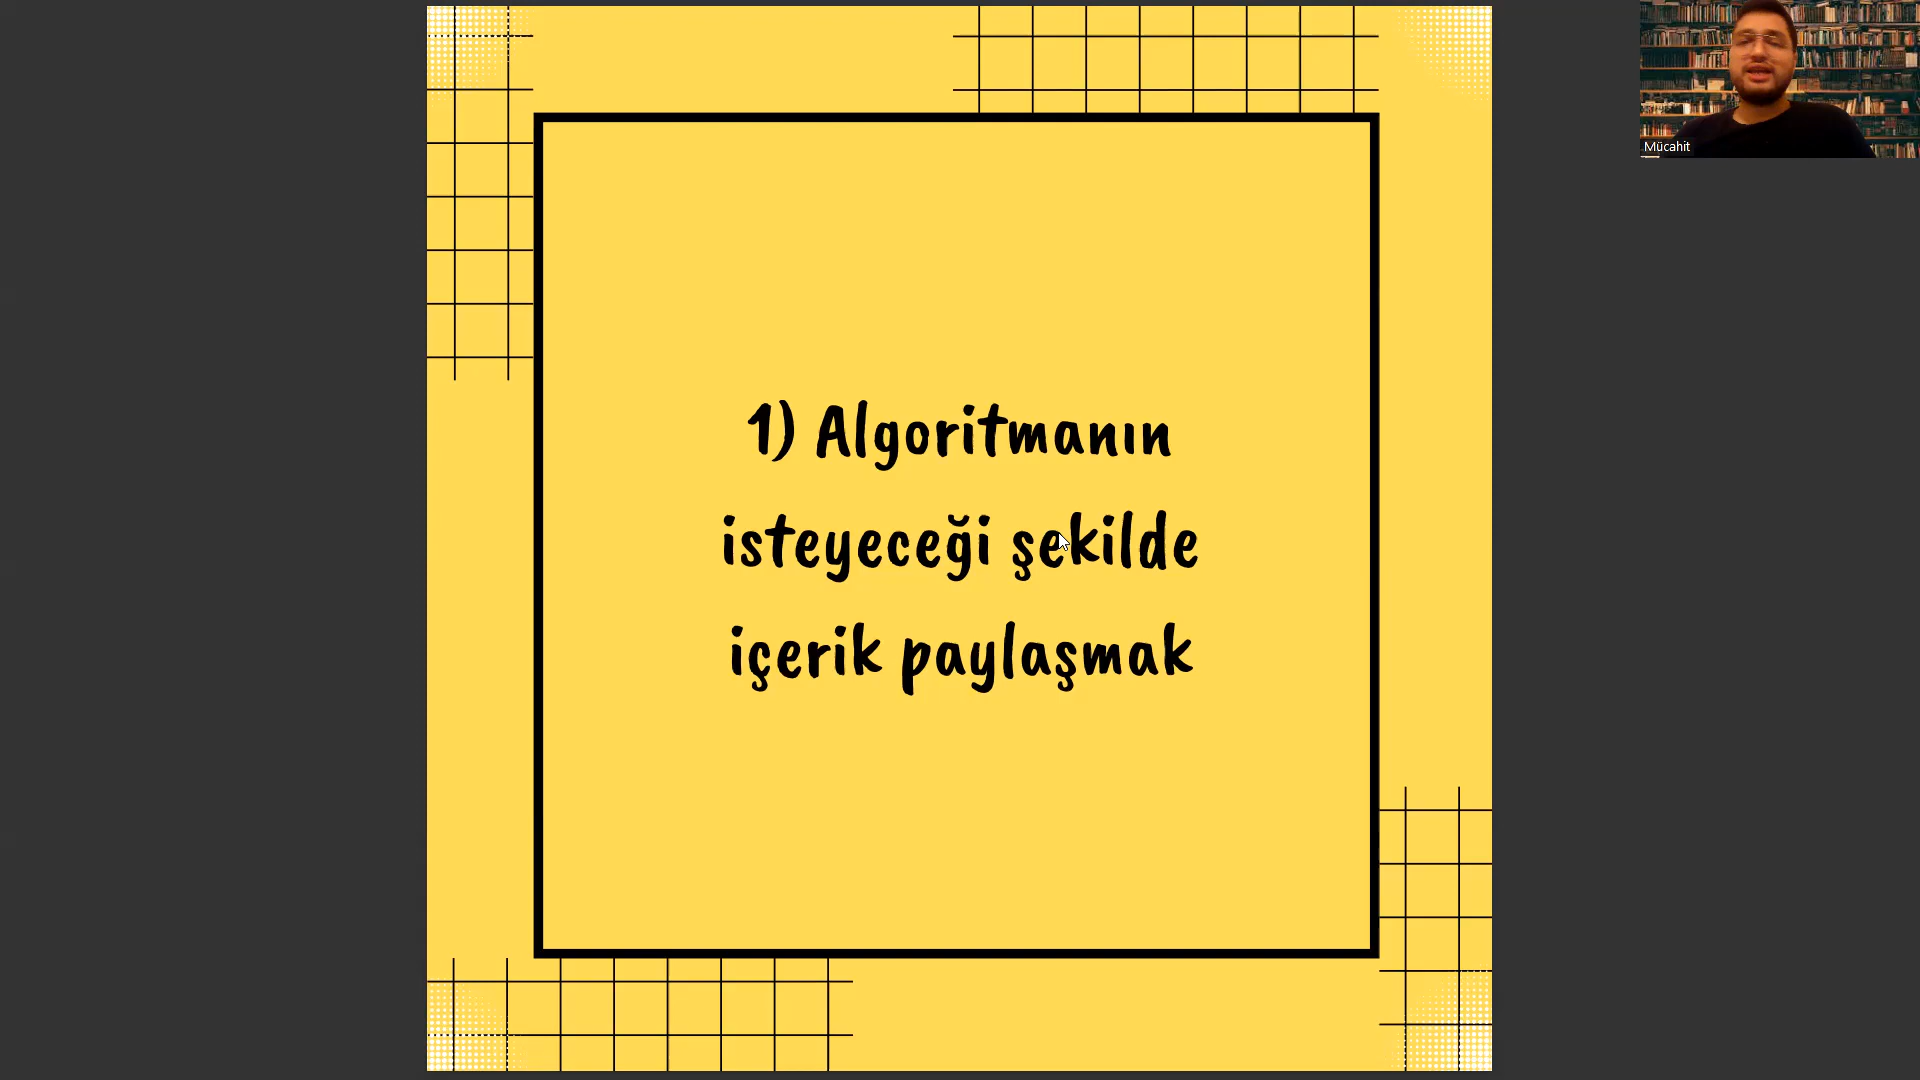 Mücahit
1) Algoritmanın
isteyeceği şekilde
içerik paylaşmak